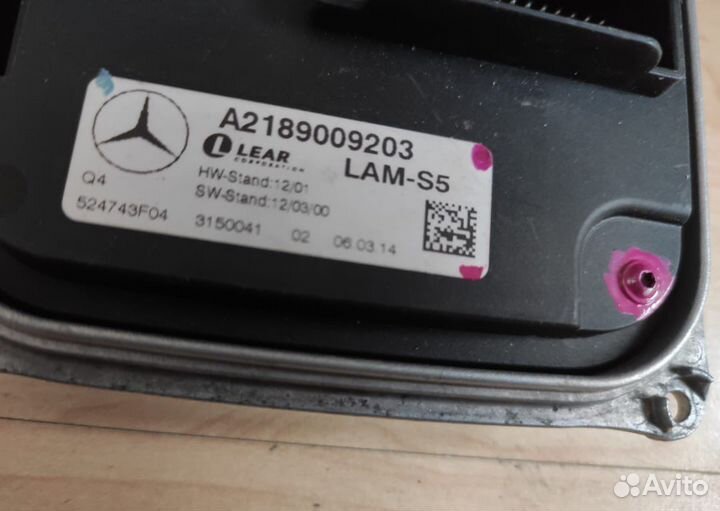 A2189009203
LEAR
CORPORATION
LAM-S5
HW-Stand:12/01
SW-Stand:12/03/00
Q4
524743F04
3150041 02 06.03.14
Avito